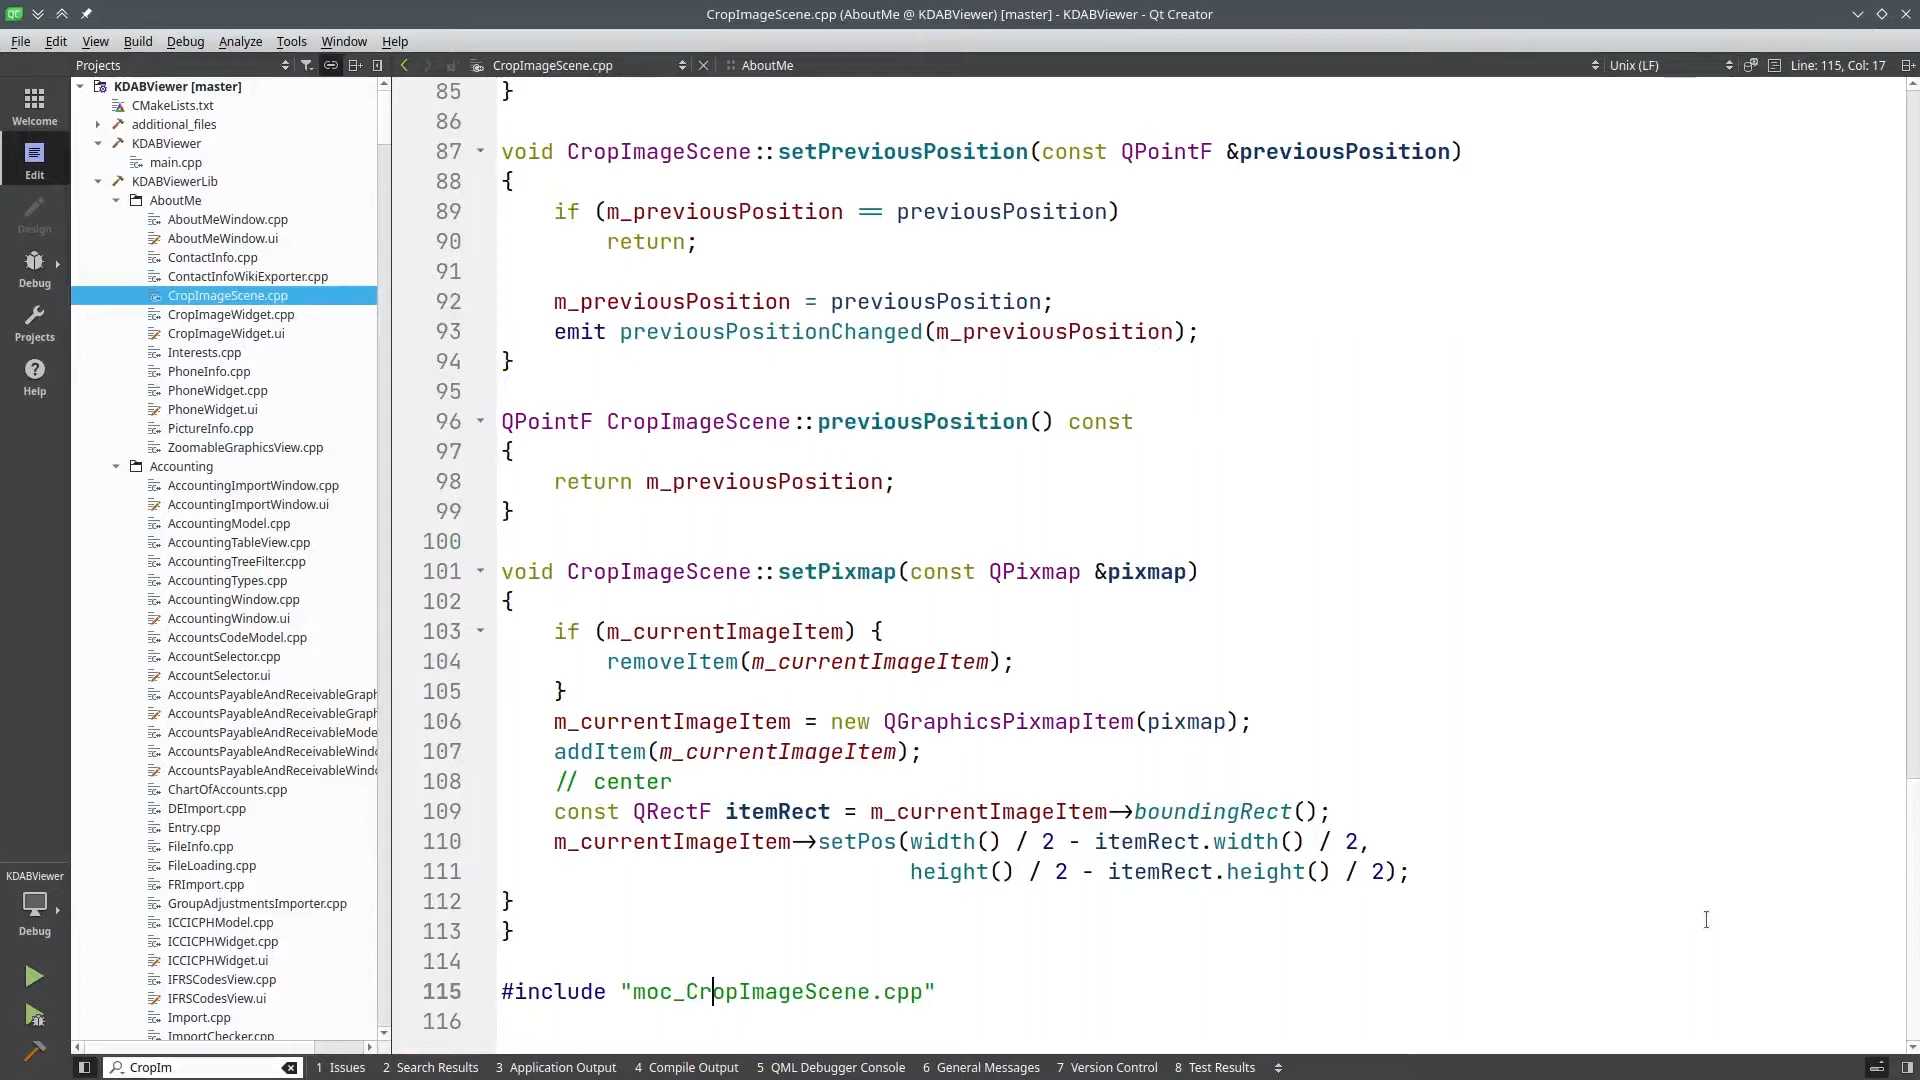 CropImageScene.cpp (AboutMe @ KDABViewer) [master] - KDABViewer - Qt Creator
File Edit View Build Debug Analyze Tools Window Help
Projects
CropImageScene.cpp
AboutMe
Unix (LF)
Line: 115, Col: 17
Welcome
Edit
Design
Debug
Projects
Help
KDABViewer
Debug
KDABViewer [master]
CMakeLists.txt
additional_files
KDABViewer
main.cpp
KDABViewerLib
AboutMe
AboutMeWindow.cpp
AboutMeWindow.ui
ContactInfo.cpp
ContactInfoWikiExporter.cpp
CropImageScene.cpp
CropImageWidget.cpp
CropImageWidget.ui
Interests.cpp
PhoneInfo.cpp
PhoneWidget.cpp
PhoneWidget.ui
PictureInfo.cpp
ZoomableGraphicsView.cpp
Accounting
AccountingImportWindow.cpp
AccountingImportWindow.ui
AccountingModel.cpp
AccountingTableView.cpp
AccountingTreeFilter.cpp
AccountingTypes.cpp
AccountingWindow.cpp
AccountingWindow.ui
AccountsCodeModel.cpp
AccountSelector.cpp
AccountSelector.ui
AccountsPayableAndReceivableGraph
AccountsPayableAndReceivableGraph
AccountsPayableAndReceivableMode
AccountsPayableAndReceivableWindo
AccountsPayableAndReceivableWindo
ChartOfAccounts.cpp
DEImport.cpp
Entry.cpp
FileInfo.cpp
FileLoading.cpp
FRImport.cpp
GroupAdjustmentsImporter.cpp
ICCICPHModel.cpp
ICCICPHWidget.cpp
ICCICPHWidget.ui
IFRSCodesView.cpp
IFRSCodesView.ui
Import.cpp
ImportChecker.cpp
85 }
86
87 void CropImageScene::setPreviousPosition(const QPointF &previousPosition)
88 {
89     if (m_previousPosition == previousPosition)
90         return;
91
92     m_previousPosition = previousPosition;
93     emit previousPositionChanged(m_previousPosition);
94 }
95
96 QPointF CropImageScene::previousPosition() const
97 {
98     return m_previousPosition;
99 }
100
101 void CropImageScene::setPixmap(const QPixmap &pixmap)
102 {
103     if (m_currentImageItem) {
104         removeItem(m_currentImageItem);
105     }
106     m_currentImageItem = new QGraphicsPixmapItem(pixmap);
107     addItem(m_currentImageItem);
108     // center
109     const QRectF itemRect = m_currentImageItem->boundingRect();
110     m_currentImageItem->setPos(width() / 2 - itemRect.width() / 2,
111                                height() / 2 - itemRect.height() / 2);
112 }
113 }
114
115 #include "moc_CropImageScene.cpp"
116
CropIm
1 Issues 2 Search Results 3 Application Output 4 Compile Output 5 QML Debugger Console 6 General Messages 7 Version Control 8 Test Results